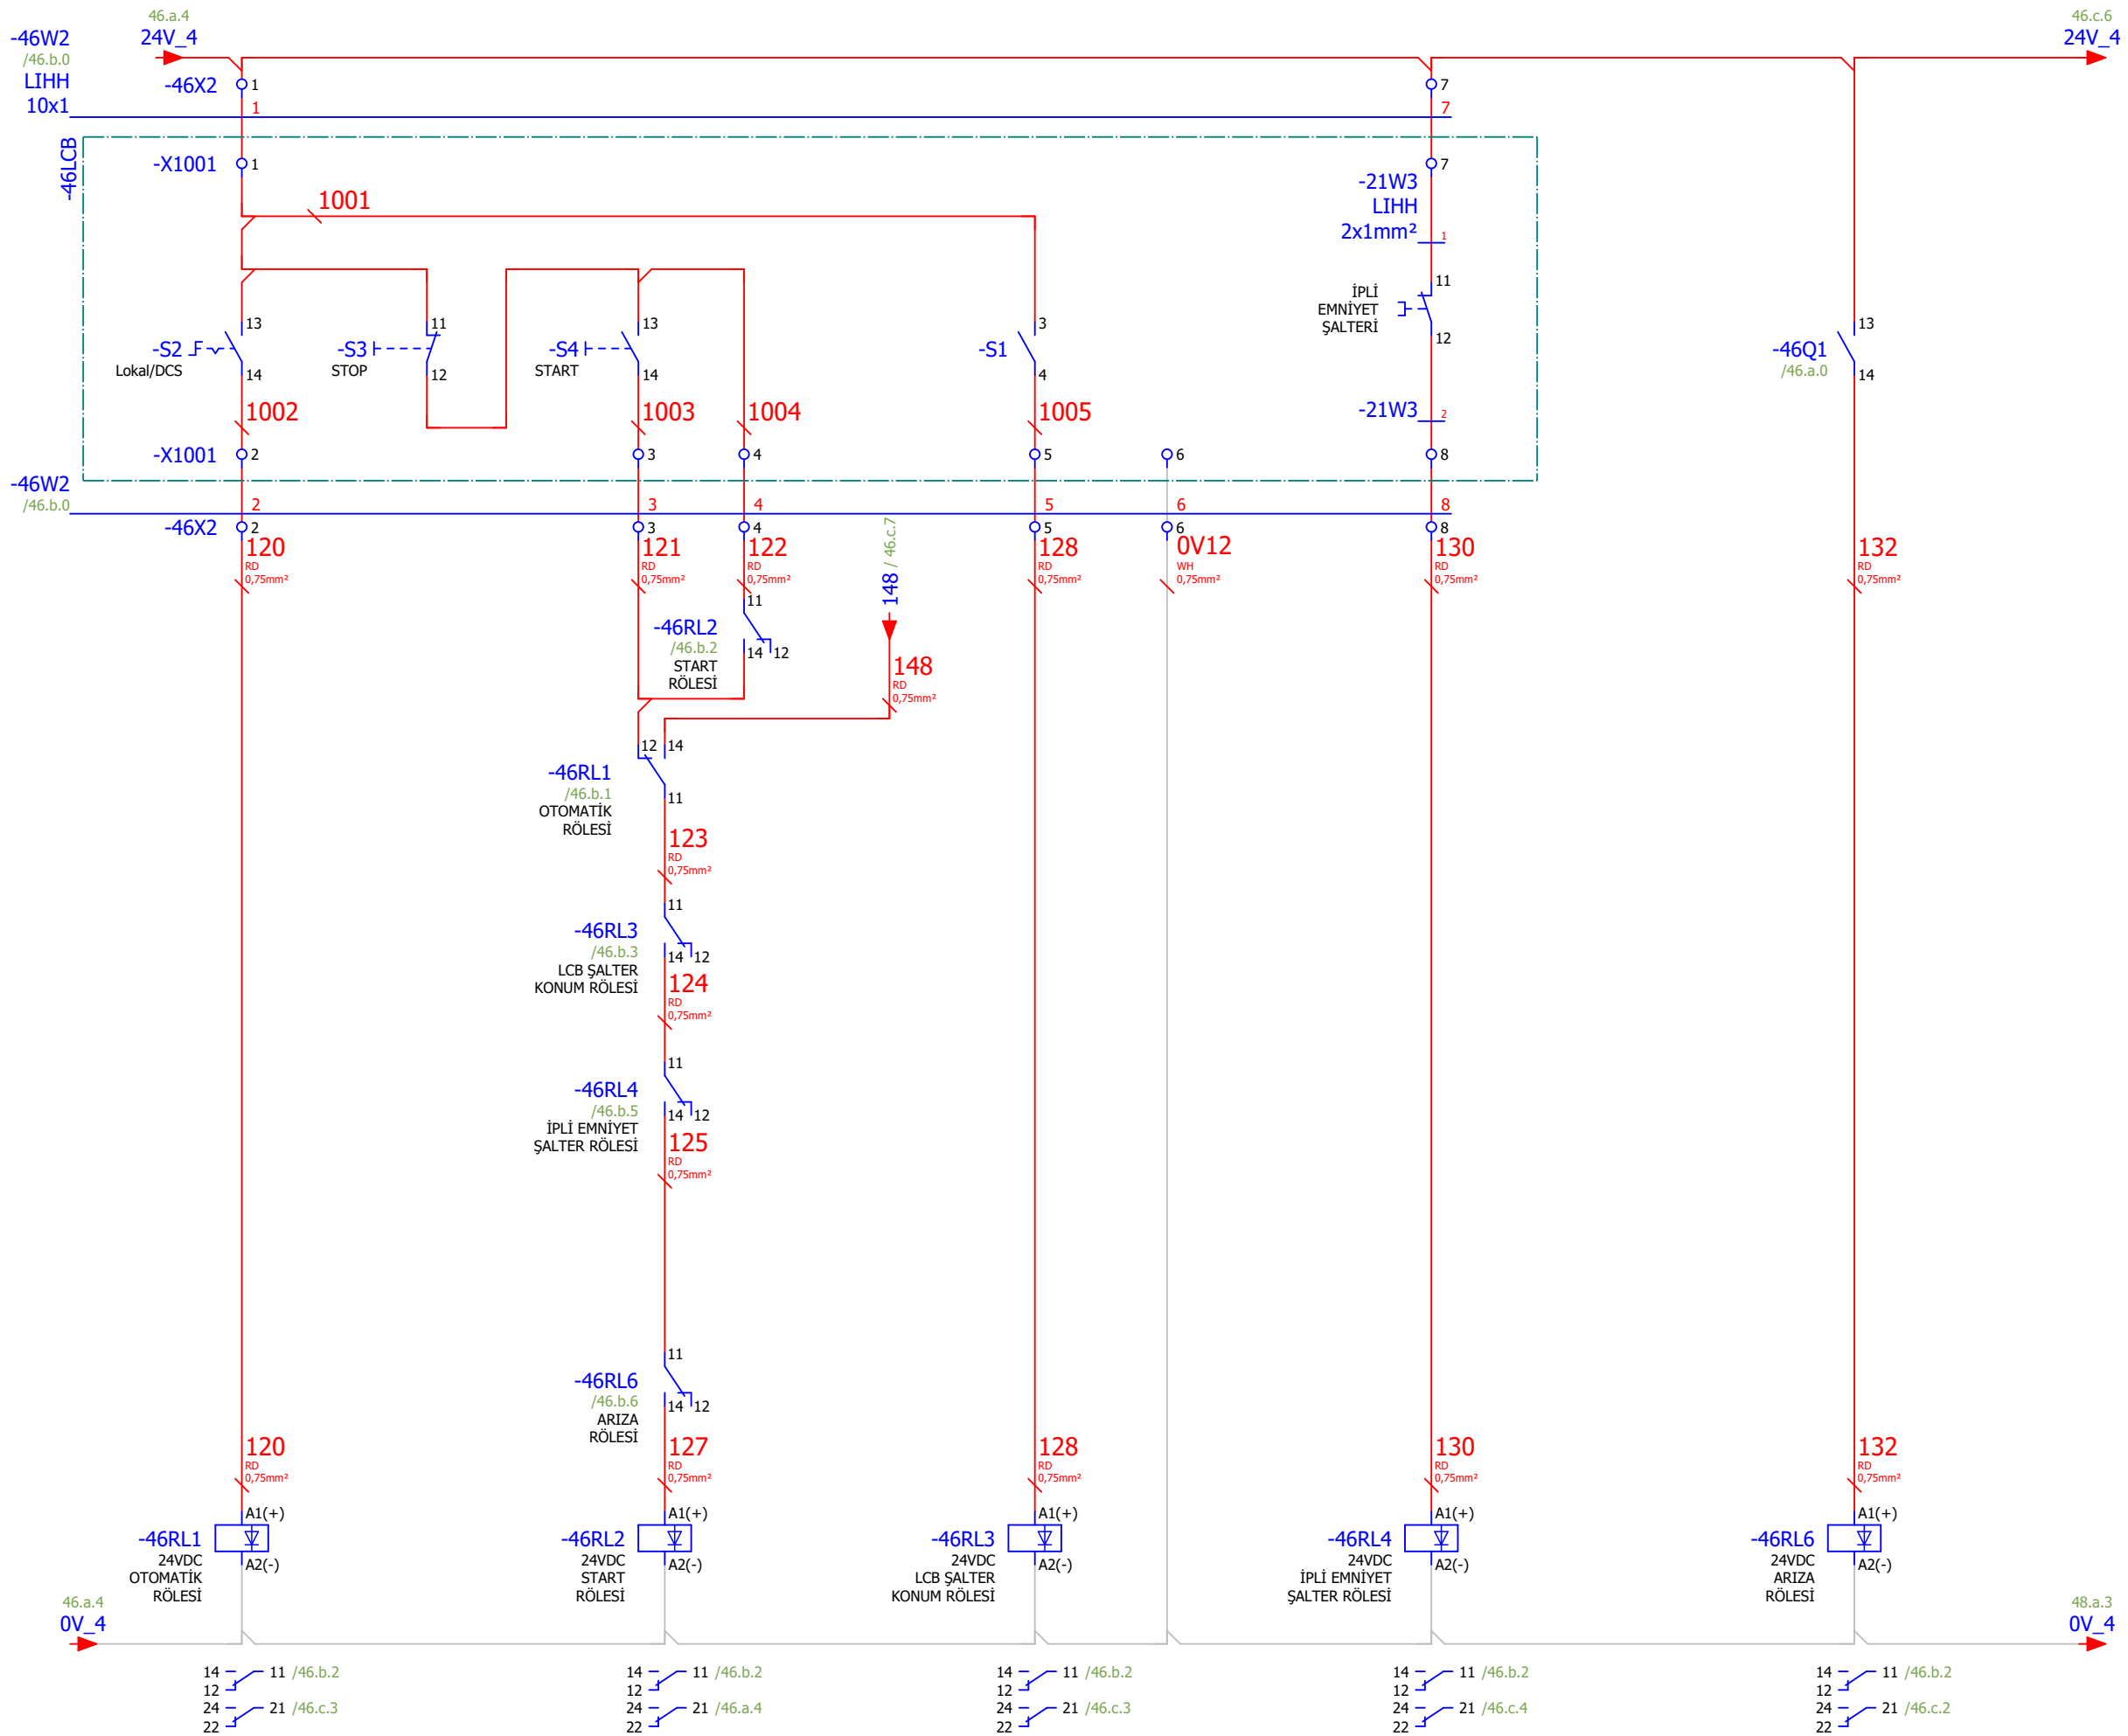 46.a.4
24V_4
46.c.6
24V_4
-46W2
/46.b.0
LIHH
10x1
-46X2
1
7
1
7
-46LCB
-X1001
1
7
1001
-21W3
LIHH
2x1mm²
1
İPLİ
EMNİYET
ŞALTERİ
11
12
-S2
Lokal/DCS
13
14
-S3
STOP
11
12
-S4
START
13
14
-S1
3
4
-46Q1
/46.a.0
13
14
1002
1003
1004
1005
-21W3
2
-X1001
2
3
4
5
6
8
-46W2
/46.b.0
2
3
4
5
6
8
-46X2
2
3
4
5
6
8
120
RD
0,75mm²
121
RD
0,75mm²
122
RD
0,75mm²
148 / 46.c.7
128
RD
0,75mm²
0V12
WH
0,75mm²
130
RD
0,75mm²
132
RD
0,75mm²
-46RL2
/46.b.2
START
RÖLESİ
11
14
12
148
RD
0,75mm²
12
14
-46RL1
/46.b.1
OTOMATİK
RÖLESİ
11
123
RD
0,75mm²
11
-46RL3
/46.b.3
LCB ŞALTER
KONUM RÖLESİ
14
12
124
RD
0,75mm²
11
-46RL4
/46.b.5
İPLİ EMNİYET
ŞALTER RÖLESİ
14
12
125
RD
0,75mm²
11
-46RL6
/46.b.6
ARIZA
RÖLESİ
14
12
120
RD
0,75mm²
127
RD
0,75mm²
128
RD
0,75mm²
130
RD
0,75mm²
132
RD
0,75mm²
A1(+)
-46RL1
24VDC
OTOMATİK
RÖLESİ
A2(-)
A1(+)
-46RL2
24VDC
START
RÖLESİ
A2(-)
A1(+)
-46RL3
24VDC
LCB ŞALTER
KONUM RÖLESİ
A2(-)
A1(+)
-46RL4
24VDC
İPLİ EMNİYET
ŞALTER RÖLESİ
A2(-)
A1(+)
-46RL6
24VDC
ARIZA
RÖLESİ
A2(-)
46.a.4
0V_4
48.a.3
0V_4
14 11 /46.b.2
12
24 21 /46.c.3
22
14 11 /46.b.2
12
24 21 /46.a.4
22
14 11 /46.b.2
12
24 21 /46.c.3
22
14 11 /46.b.2
12
24 21 /46.c.4
22
14 11 /46.b.2
12
24 21 /46.c.2
22